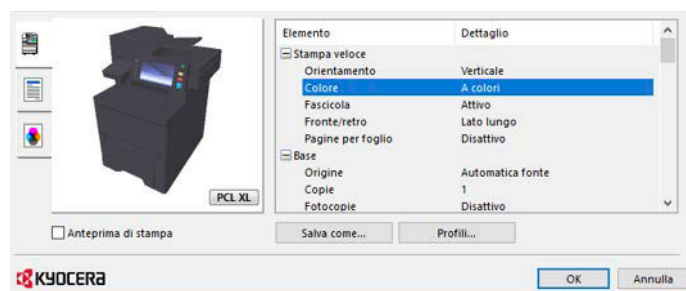 Elemento Dettaglio
Stampa veloce
Orientamento Verticale
Colore A colori
Fascicola Attivo
Fronte/retro Lato lungo
Pagine per foglio Disattivo
Base
Origine Automatica fonte
Copie 1
Fotocopie Disattivo
PCL XL
Anteprima di stampa Salva come... Profili...
KYOCERA OK Annulla